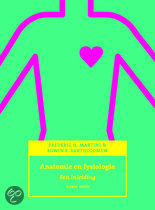 FREDERIC H. MARTINI &
EDWIN F. BARTHOLOMEW
Anatomie en fysiologie
Een inleiding